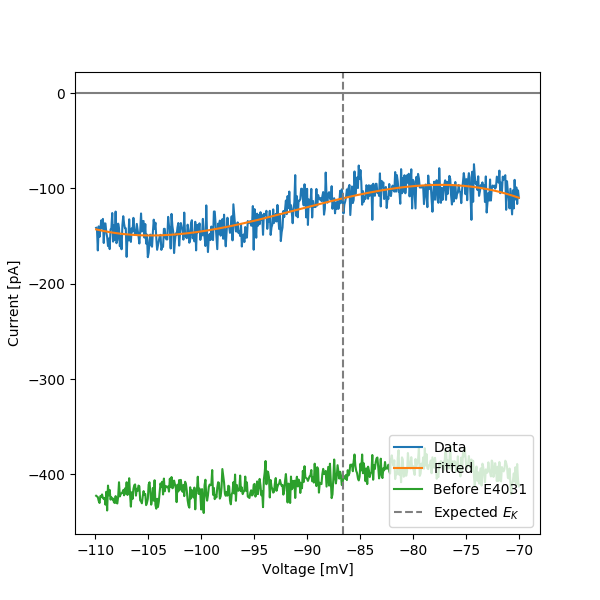 0
−100
−200
−300
−400
Current [pA]
Data
Fitted
Before E4031
Expected $E_K$
−110 −105 −100 −95 −90 −85 −80 −75 −70
Voltage [mV]